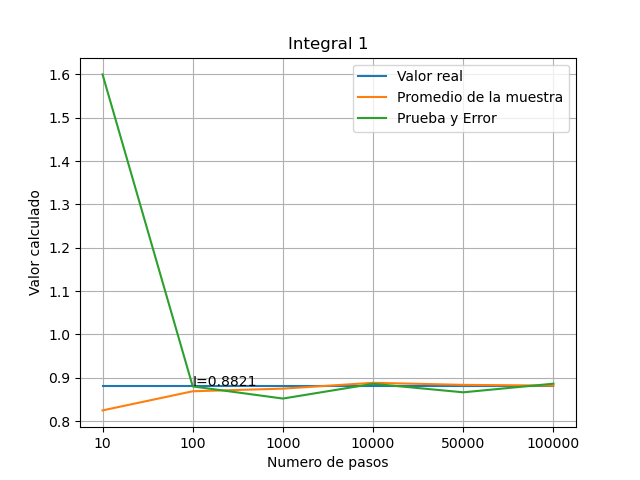 Integral 1
Valor real
Promedio de la muestra
Prueba y Error
1.6
1.5
1.4
1.3
1.2
1.1
1.0
0.9
0.8
I=0.8821
Valor calculado
10 100 1000 10000 50000 100000
Numero de pasos